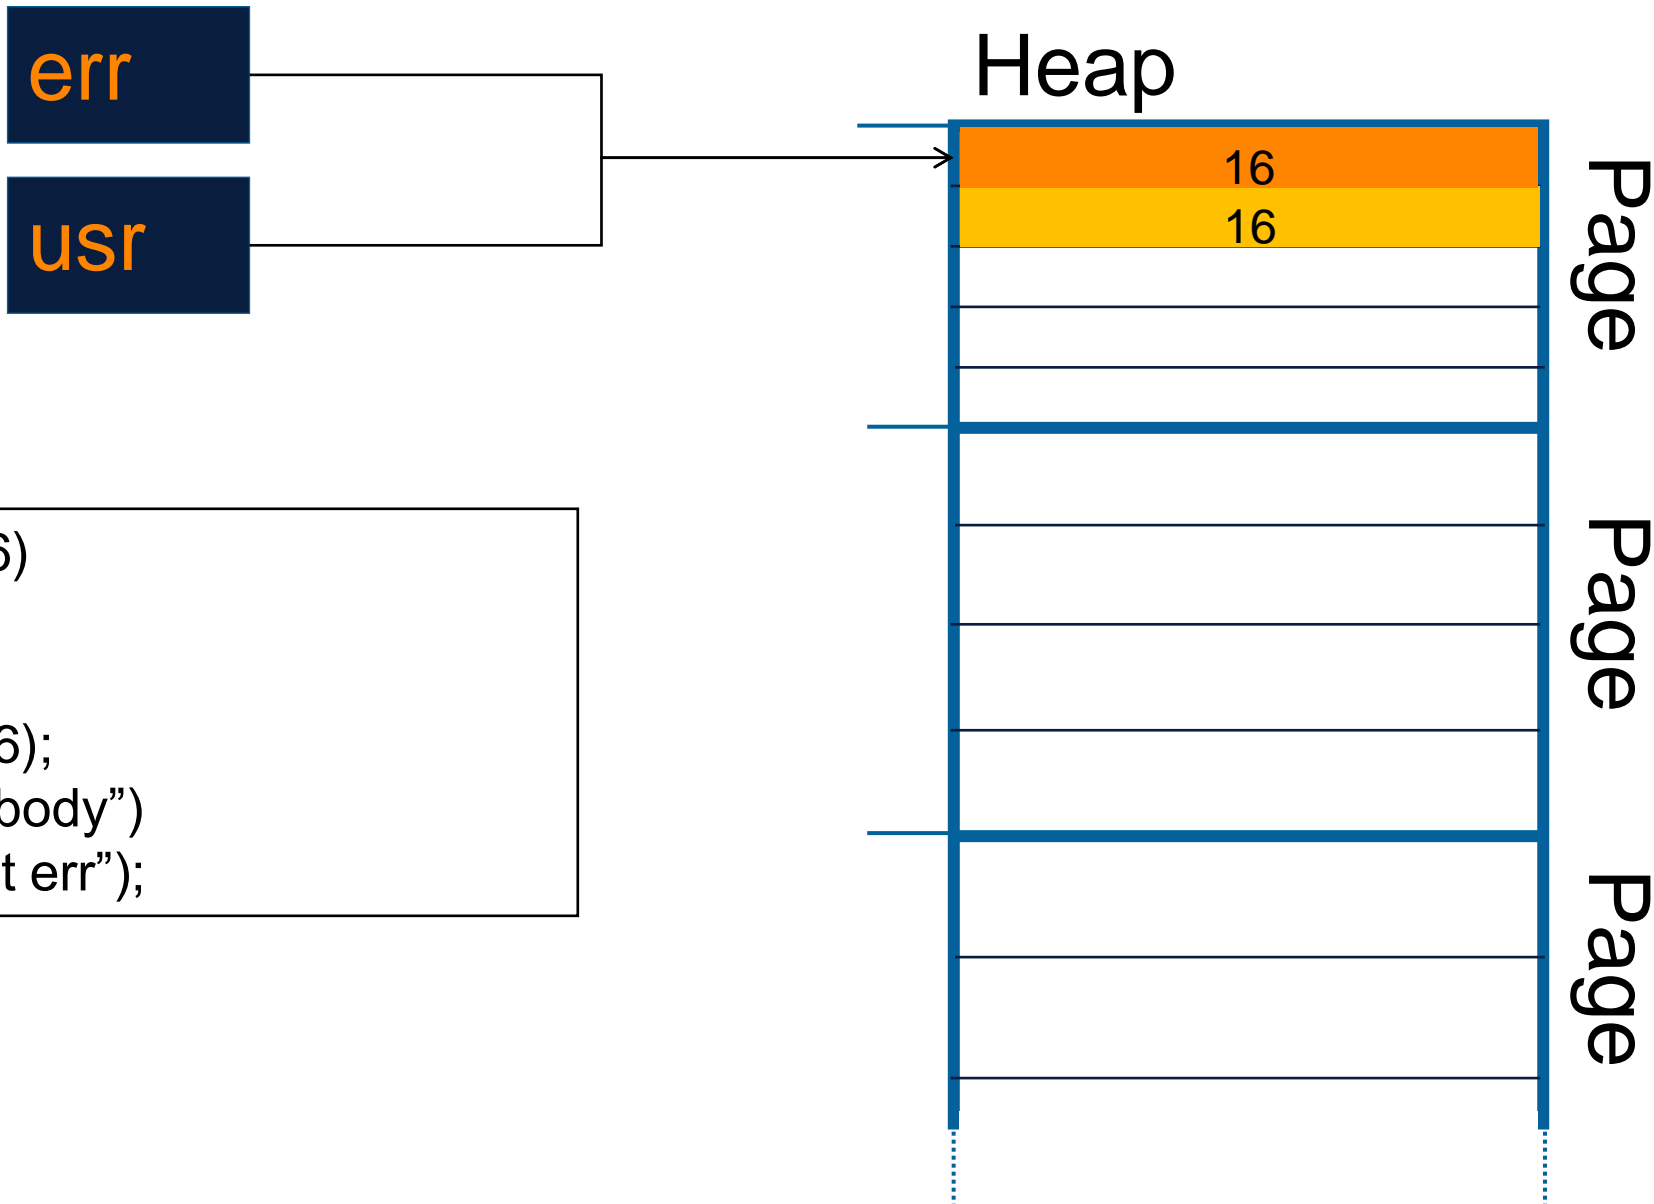 err
usr
Heap
16
16
Page
Page
Page
6)
6);
body”)
t err”);